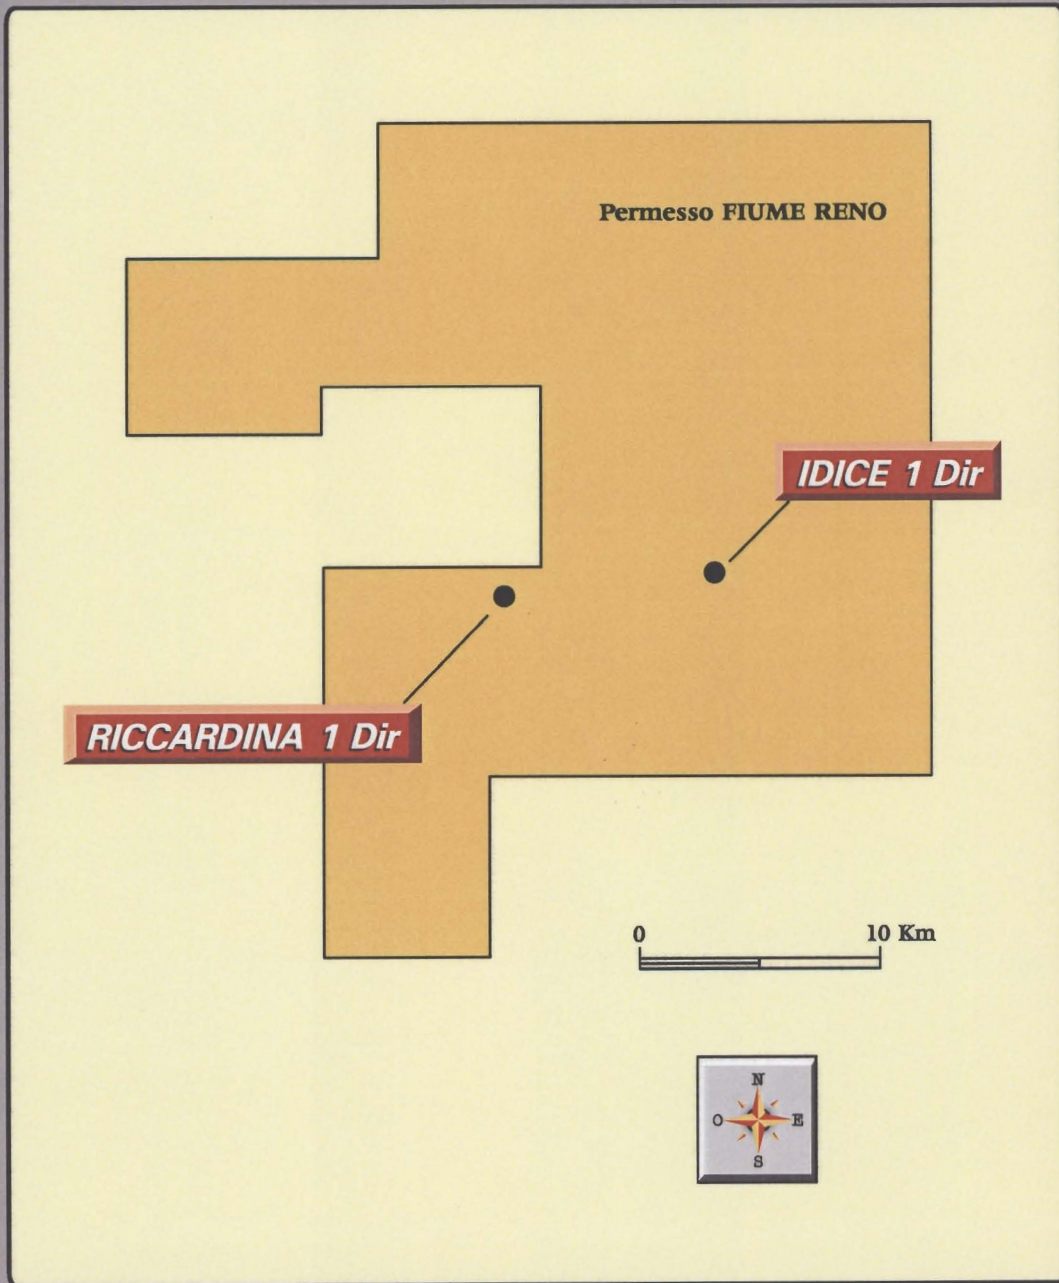 Permesso FIUME RENO
IDICE 1 Dir
RICCARDINA 1 Dir
0 10 Km
N
O E
S